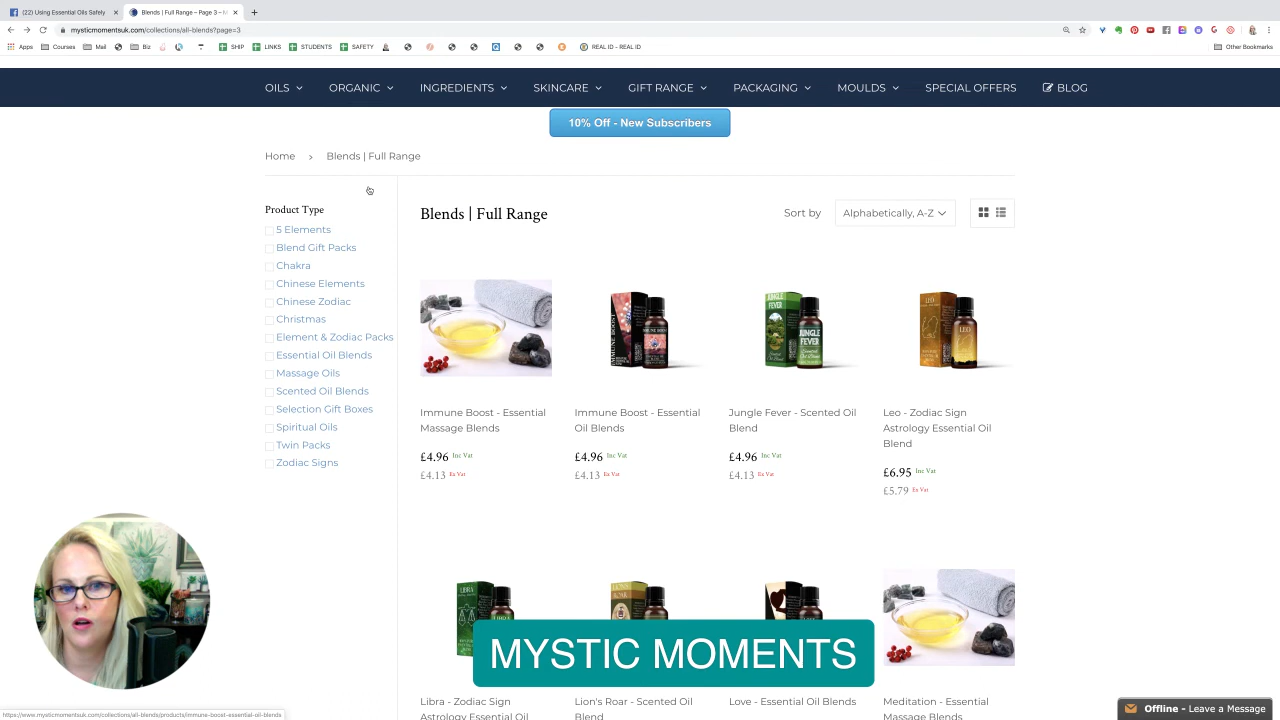 (22) Using Essential Oils Safely
Blends | Full Range – Page 3 – M
mysticmomentsuk.com/collections/all-blends?page=3
Apps
Courses
Mail
Biz
SHIP
LINKS
STUDENTS
SAFETY
REAL ID - REAL ID
Other Bookmarks
OILS
ORGANIC
INGREDIENTS
SKINCARE
GIFT RANGE
PACKAGING
MOULDS
SPECIAL OFFERS
BLOG
10% Off - New Subscribers
Home › Blends | Full Range
Product Type
5 Elements
Blend Gift Packs
Chakra
Chinese Elements
Chinese Zodiac
Christmas
Element & Zodiac Packs
Essential Oil Blends
Massage Oils
Scented Oil Blends
Selection Gift Boxes
Spiritual Oils
Twin Packs
Zodiac Signs
Blends | Full Range
Sort by
Alphabetically, A-Z
IMMUNE BOOST
JUNGLE FEVER
JUNGLE FEVER
LEO
LEO
Immune Boost - Essential
Massage Blends
£4.96 Inc Vat
£4.13 Ex Vat
Immune Boost - Essential
Oil Blends
£4.96 Inc Vat
£4.13 Ex Vat
Jungle Fever - Scented Oil
Blend
£4.96 Inc Vat
£4.13 Ex Vat
Leo - Zodiac Sign
Astrology Essential Oil
Blend
£6.95 Inc Vat
£5.79 Ex Vat
LIBRA
MYSTIC MOMENTS
Libra - Zodiac Sign
Astrology Essential Oil
Lion's Roar - Scented Oil
Blend
Love - Essential Oil Blends
Meditation - Essential
Massage Blends
Offline - Leave a Message
https://www.mysticmomentsuk.com/collections/all-blends/products/immune-boost-essential-oil-blends